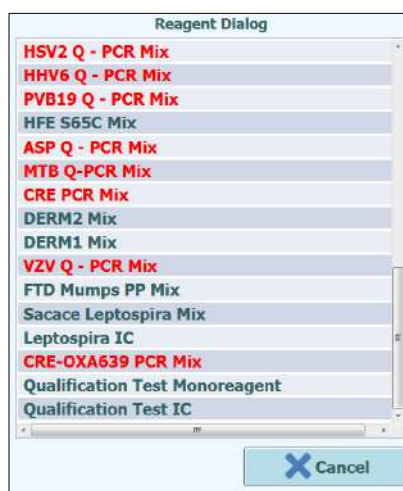 Reagent Dialog
HSV2 Q - PCR Mix
HHV6 Q - PCR Mix
PVB19 Q - PCR Mix
HFE S65C Mix
ASP Q - PCR Mix
MTB Q-PCR Mix
CRE PCR Mix
DERM2 Mix
DERM1 Mix
VZV Q - PCR Mix
FTD Mumps PP Mix
Sacace Leptospira Mix
Leptospira IC
CRE-OXA639 PCR Mix
Qualification Test Monoreagent
Qualification Test IC
Cancel